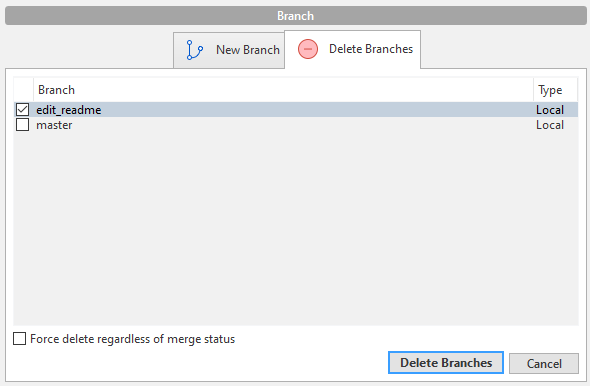 Branch
New Branch
Delete Branches
Branch Type
edit_readme Local
master Local
Force delete regardless of merge status
Delete Branches Cancel